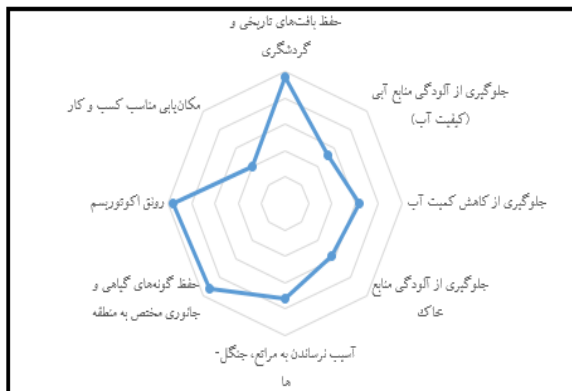 حفظ بافت‌های تاریخی و
گردشگری
جلوگیری از آلودگی منابع آبی
(کیفیت آب)
جلوگیری از کاهش کمیت آب
جلوگیری از آلودگی منابع
خاک
آسیب نرساندن به مراتع، جنگل-
ها
حفظ گونه‌های گیاهی و
جانوری مختص به منطقه
رونق اکوتوریسم
مکان‌یابی مناسب کسب و کار